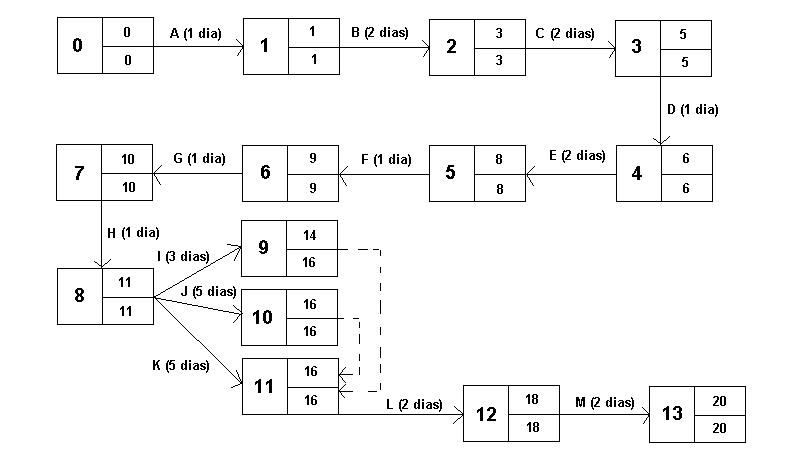 0 0 0
A (1 dia)
1 1 1
B (2 dias)
2 3 3
C (2 dias)
3 5 5
D (1 dia)
7 10 10
G (1 dia)
6 9 9
F (1 dia)
5 8 8
E (2 dias)
4 6 6
H (1 dia)
8 11 11
I (3 dias)
9 14 16
J (5 dias)
10 16 16
K (5 dias)
11 16 16
L (2 dias)
12 18 18
M (2 dias)
13 20 20